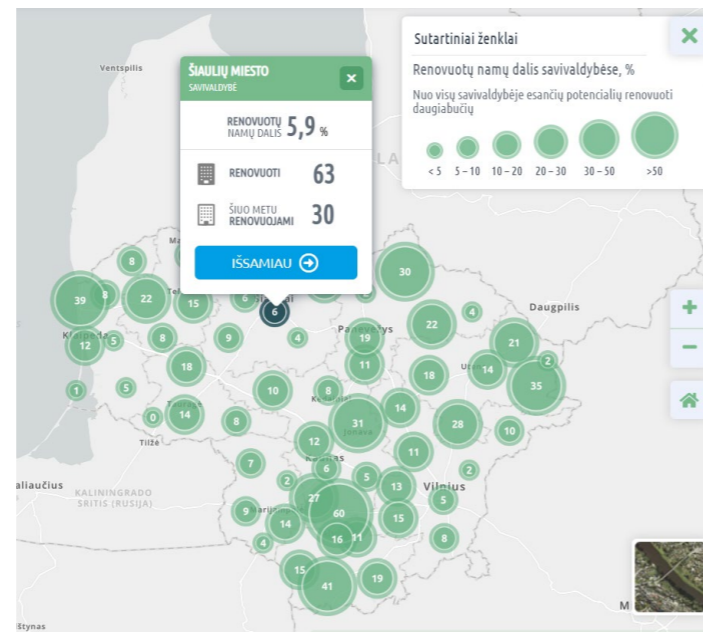 Sutartiniai ženklai
Renovuotų namų dalis savivaldybėse, %
Nuo visų savivaldybėje esančių potencialių renovuoti
daugiabučių
< 5 5 – 10 10 – 20 20 – 30 30 – 50 >50
Ventspilis
ŠIAULIŲ MIESTO
SAVIVALDYBĖ
RENOVUOTŲ
NAMŲ DALIS 5,9 %
RENOVUOTI 63
ŠIUO METU
RENOVUOJAMI 30
IŠSAMIAU
LA
8
30
39 8 22 15 6 6
Daugpilis
4
22
Klaipėda
12 5 8 9 4
Panevėžys
19
21
2
18 11 18 14 35
1 5 10 8
0 14 8 31 14 28 10
Jonava
Tilžė
12 11
7 6 5 2
2 13
Vilnius
5
aliaučius
KALININGRADO
SRITIS (RUSIJA)
27 60
9 14 15
16 11 8
4
15 41 19
M
štynas